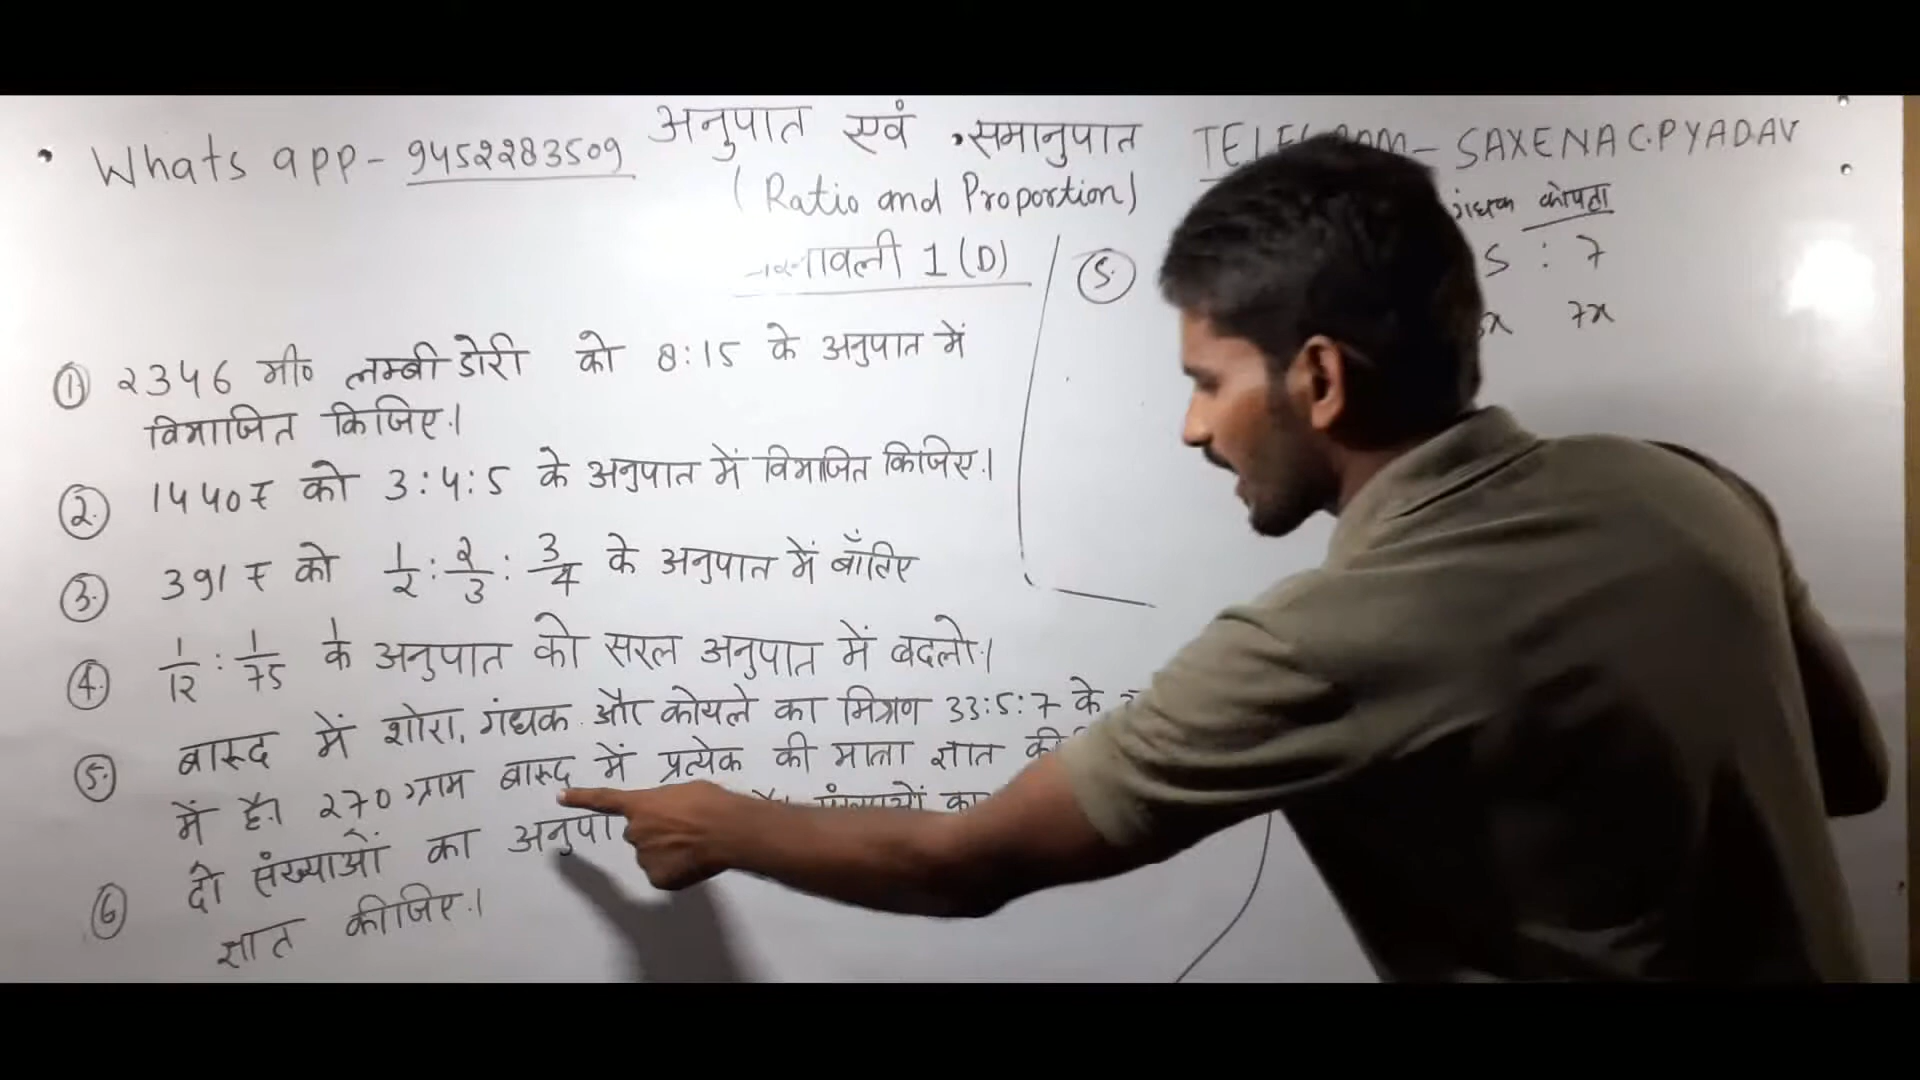 Whats app - 9452283509
अनुपात एवं समानुपात
(Ratio and Proportion)
SAXENA C.P YADAV
1 (D)
① 2346 मी० लम्बी डोरी को 8:15 के अनुपात में
विभाजित किजिए।
② 1440₹ को 3:4:5 के अनुपात में विभाजित किजिए।
③ 391₹ को 1/2 : 2/3 : 3/4 के अनुपात में बाँटिए
④ 1/12 : 1/75 के अनुपात को सरल अनुपात में बदलो।
⑤ बारूद में शोरा, गंधक और कोयले का मिश्रण 33:5:7 के
में है। 270 ग्राम बारूद में प्रत्येक की मात्रा ज्ञात
⑥ दो संख्याओं का
ज्ञात कीजिए।
⑤
गंधक कोयला
5 : 7
7x